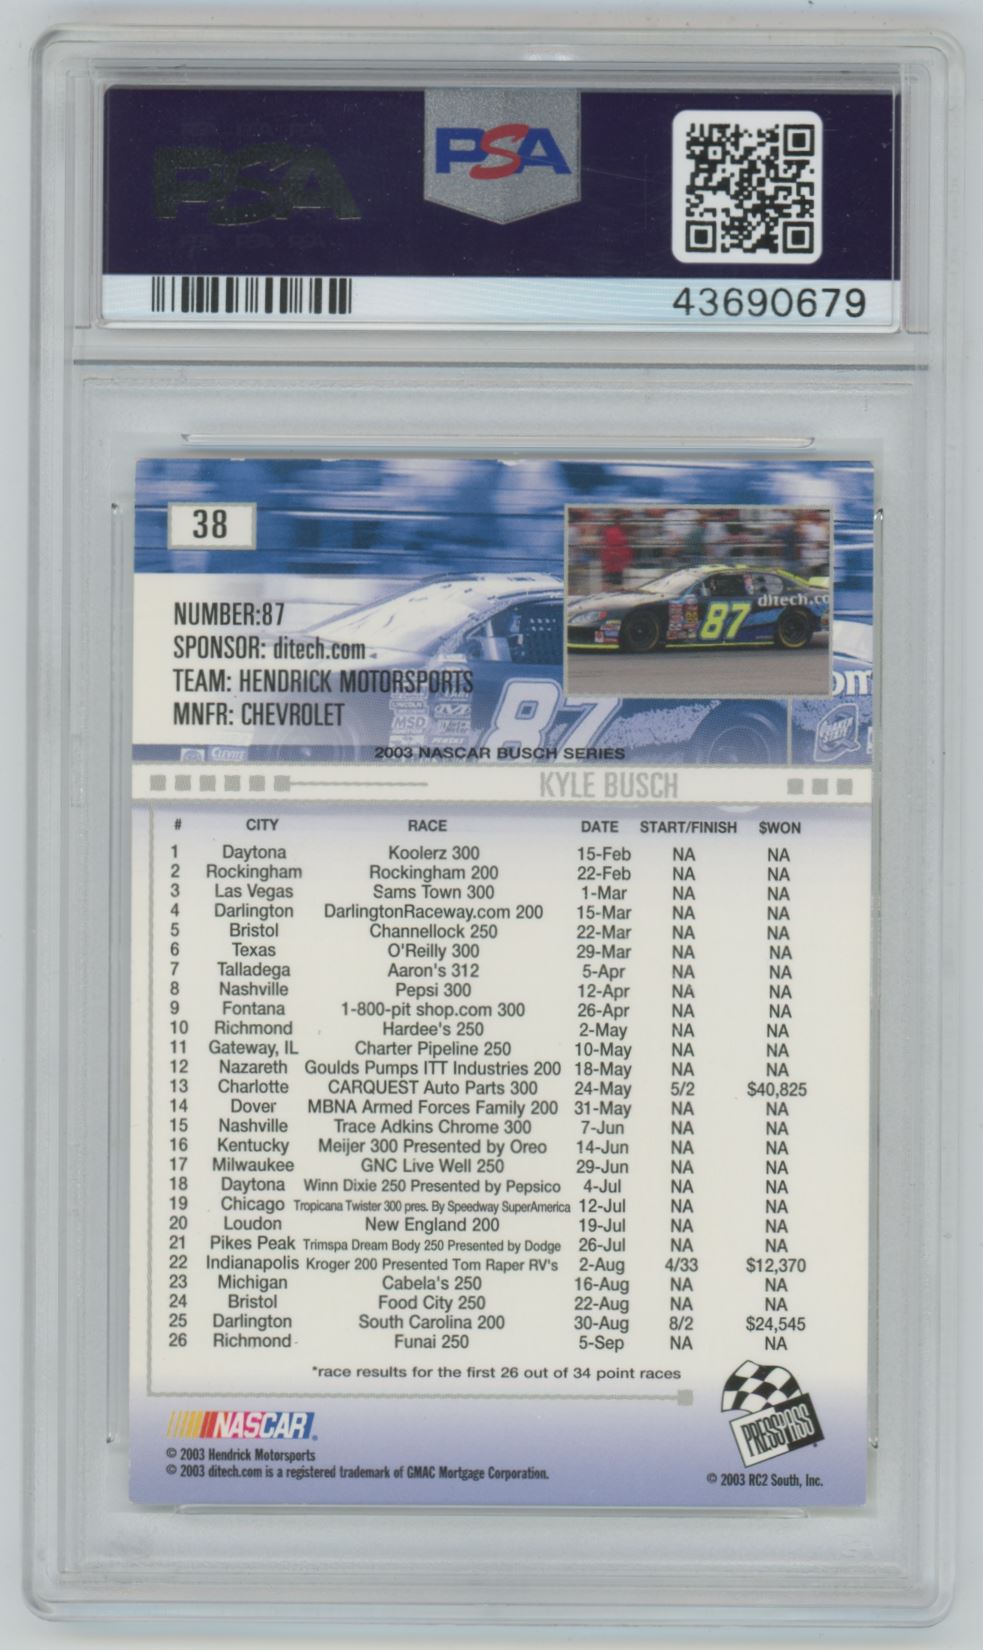 PSA
PSA
43690679
38
NUMBER:87
SPONSOR: ditech.com
TEAM: HENDRICK MOTORSPORTS
MNFR: CHEVROLET
ditech.co
87
87
om
MSD
CLEVITE
2003 NASCAR BUSCH SERIES
KYLE BUSCH
# CITY RACE DATE START/FINISH $WON
1 Daytona Koolerz 300 15-Feb NA NA
2 Rockingham Rockingham 200 22-Feb NA NA
3 Las Vegas Sams Town 300 1-Mar NA NA
4 Darlington DarlingtonRaceway.com 200 15-Mar NA NA
5 Bristol Channellock 250 22-Mar NA NA
6 Texas O'Reilly 300 29-Mar NA NA
7 Talladega Aaron's 312 5-Apr NA NA
8 Nashville Pepsi 300 12-Apr NA NA
9 Fontana 1-800-pit shop.com 300 26-Apr NA NA
10 Richmond Hardee's 250 2-May NA NA
11 Gateway, IL Charter Pipeline 250 10-May NA NA
12 Nazareth Goulds Pumps ITT Industries 200 18-May NA NA
13 Charlotte CARQUEST Auto Parts 300 24-May 5/2 $40,825
14 Dover MBNA Armed Forces Family 200 31-May NA NA
15 Nashville Trace Adkins Chrome 300 7-Jun NA NA
16 Kentucky Meijer 300 Presented by Oreo 14-Jun NA NA
17 Milwaukee GNC Live Well 250 29-Jun NA NA
18 Daytona Winn Dixie 250 Presented by Pepsico 4-Jul NA NA
19 Chicago Tropicana Twister 300 pres. By Speedway SuperAmerica 12-Jul NA NA
20 Loudon New England 200 19-Jul NA NA
21 Pikes Peak Trimspa Dream Body 250 Presented by Dodge 26-Jul NA NA
22 Indianapolis Kroger 200 Presented Tom Raper RV's 2-Aug 4/33 $12,370
23 Michigan Cabela's 250 16-Aug NA NA
24 Bristol Food City 250 22-Aug NA NA
25 Darlington South Carolina 200 30-Aug 8/2 $24,545
26 Richmond Funai 250 5-Sep NA NA
*race results for the first 26 out of 34 point races
NASCAR
PRESS PASS
© 2003 Hendrick Motorsports
© 2003 ditech.com is a registered trademark of GMAC Mortgage Corporation.
© 2003 RC2 South, Inc.